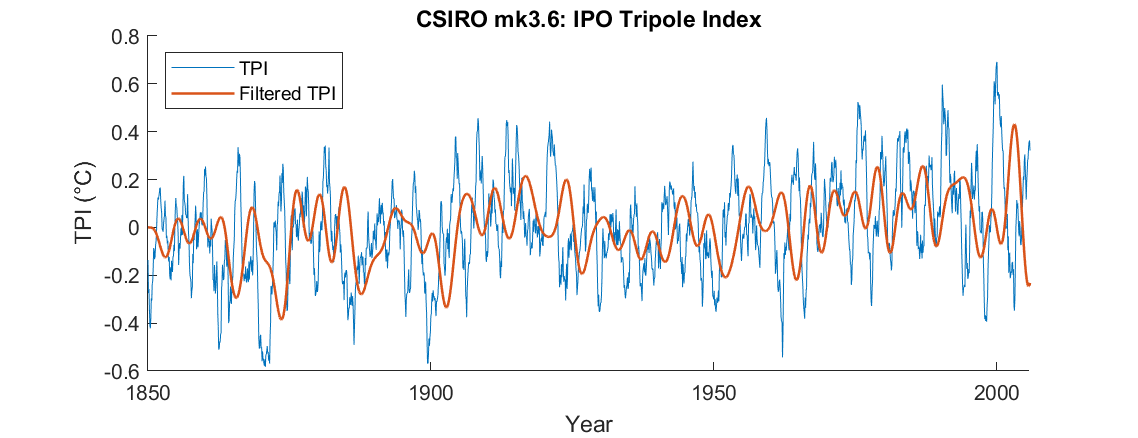 CSIRO mk3.6: IPO Tripole Index
0.8
0.6
0.4
0.2
0
-0.2
-0.4
-0.6
TPI (°C)
TPI
Filtered TPI
1850 1900 1950 2000
Year